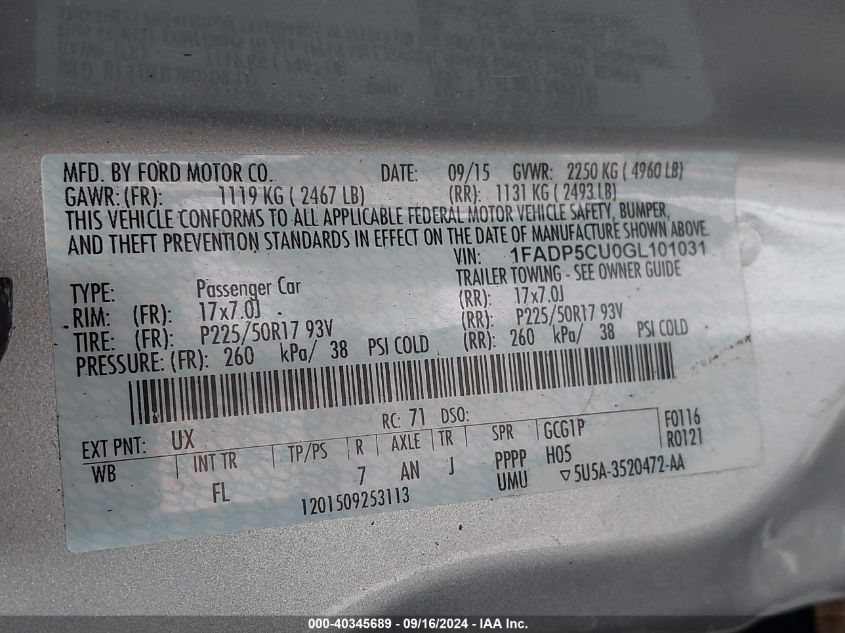 MFD. BY FORD MOTOR CO. DATE: 09/15 GVWR: 2250 KG ( 4960 LB)
GAWR: (FR): 1119 KG ( 2467 LB) (RR): 1131 KG ( 2493 LB)
THIS VEHICLE CONFORMS TO ALL APPLICABLE FEDERAL MOTOR VEHICLE SAFETY, BUMPER,
AND THEFT PREVENTION STANDARDS IN EFFECT ON THE DATE OF MANUFACTURE SHOWN ABOVE.
VIN: 1FADP5CU0GL101031
TYPE: Passenger Car TRAILER TOWING - SEE OWNER GUIDE
RIM: (FR): 17x7.0J (RR): 17x7.0J
TIRE: (FR): P225/50R17 93V (RR): P225/50R17 93V
PRESSURE: (FR): 260 kPa/ 38 PSI COLD (RR): 260 kPa/ 38 PSI COLD
EXT PNT: UX RC: 71 DSO: F0116
WB INT TR TP/PS R AXLE TR SPR GCG1P R0121
FL 7 AN J PPPP H05
UMU ▽5U5A-3520472-AA
1201509253113
000-40345689 - 09/16/2024 - IAA Inc.